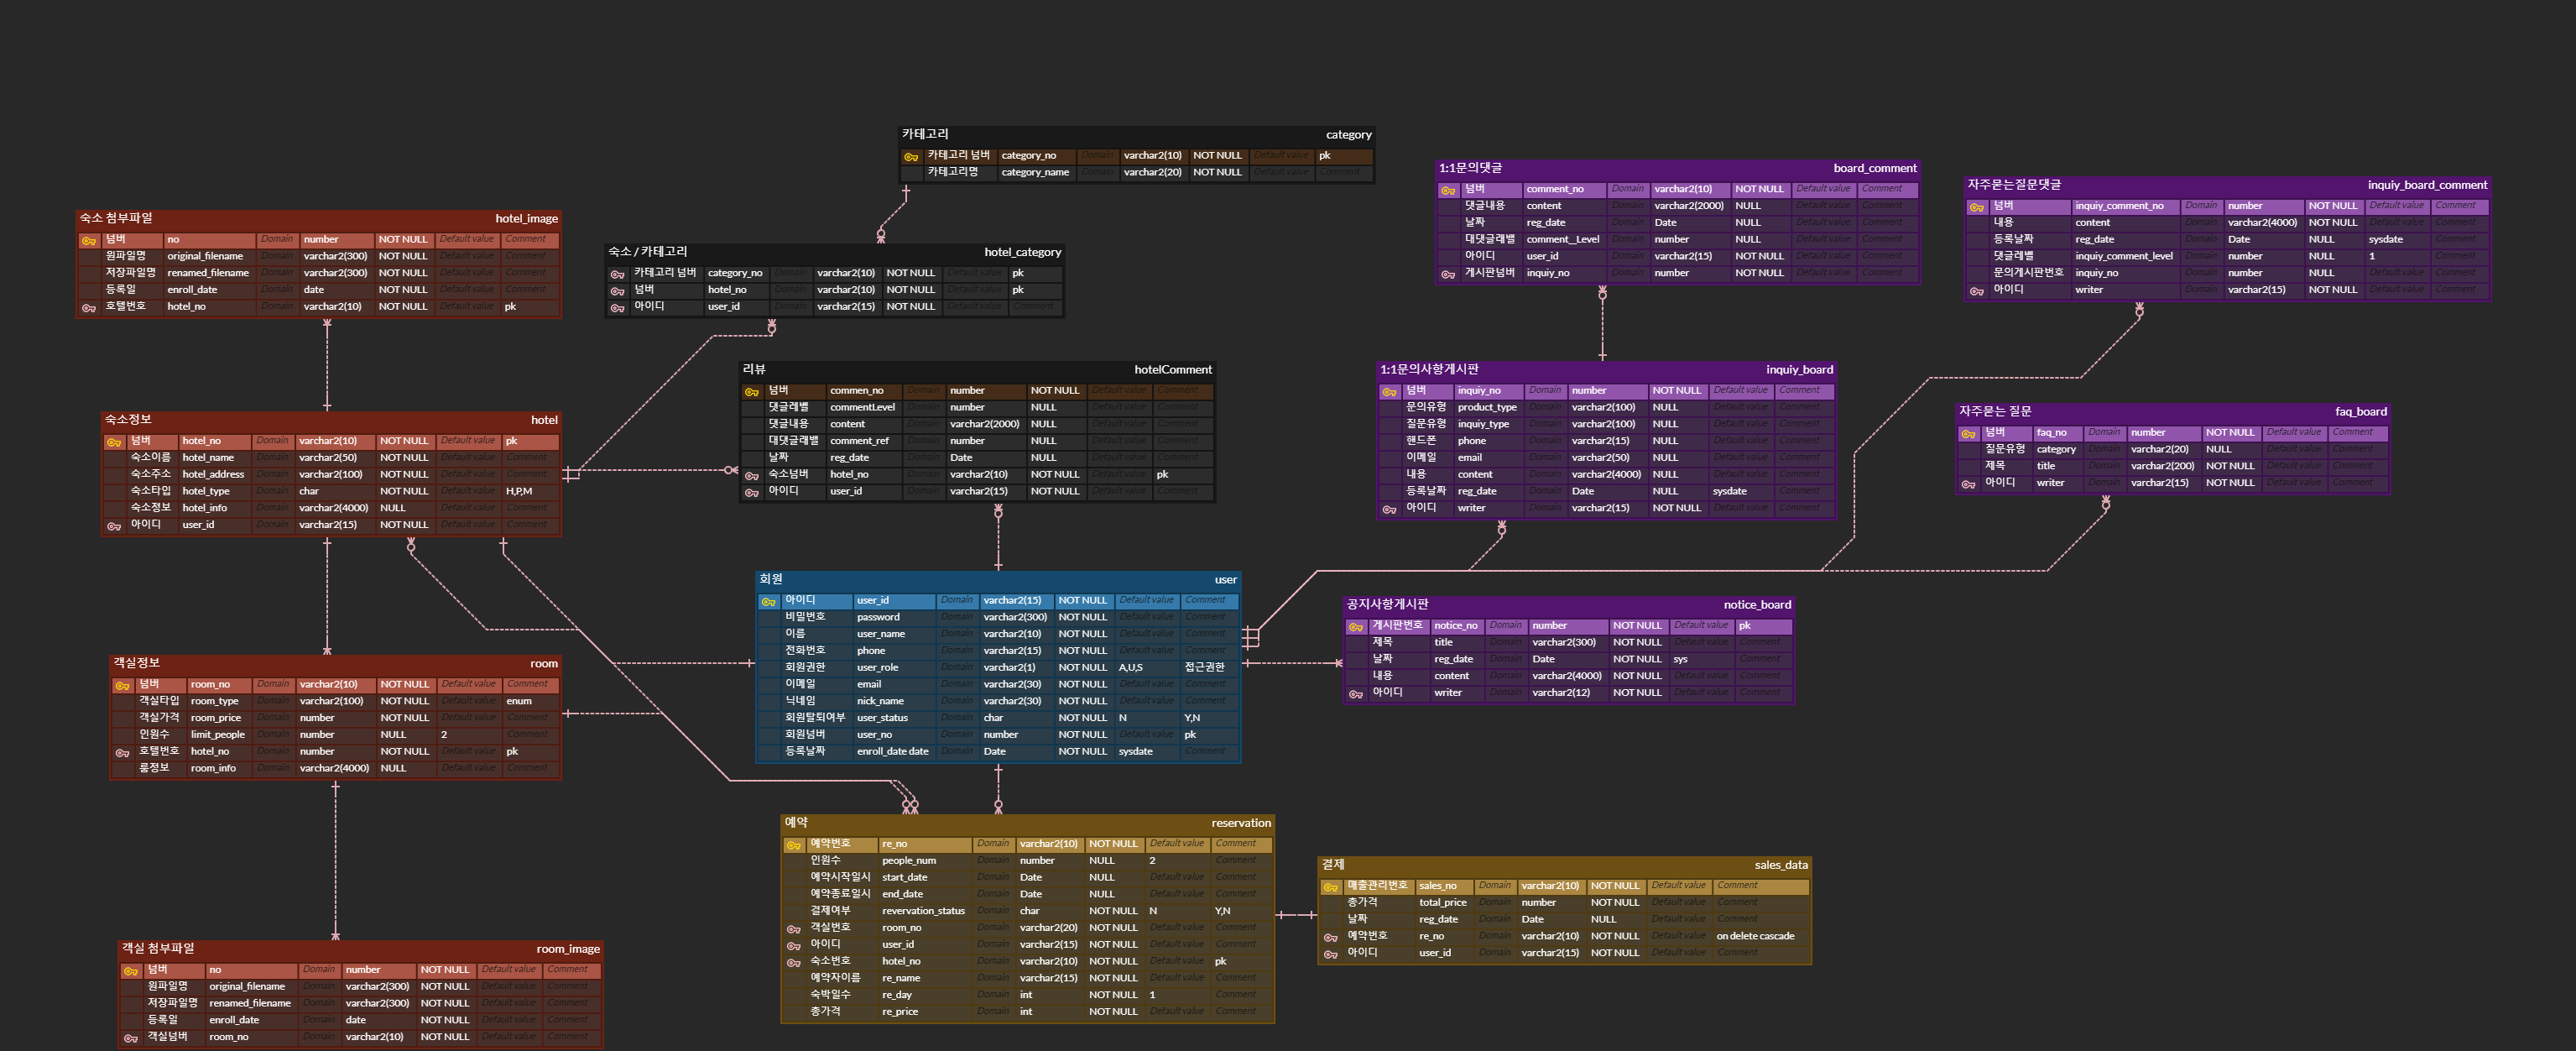 카테고리 category
카테고리 넘버 category_no Domain varchar2(10) NOT NULL Default value pk
카테고리명 category_name Domain varchar2(20) NOT NULL Default value Comment
1:1문의댓글 board_comment
넘버 comment_no Domain varchar2(10) NOT NULL Default value Comment
댓글내용 content Domain varchar2(2000) NULL Default value Comment
날짜 reg_date Domain Date NULL Default value Comment
대댓글래밸 comment_Level Domain number NULL Default value Comment
아이디 user_id Domain varchar2(15) NOT NULL Default value Comment
게시판넘버 inquiy_no Domain number NOT NULL Default value Comment
자주묻는질문댓글 inquiy_board_comment
넘버 inquiy_comment_no Domain number NOT NULL Default value Comment
내용 content Domain varchar2(4000) NOT NULL Default value Comment
등록날짜 reg_date Domain Date NULL sysdate Comment
댓글레벨 inquiy_comment_level Domain number NULL 1 Comment
문의게시판번호 inquiy_no Domain number NULL Default value Comment
아이디 writer Domain varchar2(15) NOT NULL Default value Comment
숙소 첨부파일 hotel_image
넘버 no Domain number NOT NULL Default value Comment
원파일명 original_filename Domain varchar2(300) NOT NULL Default value Comment
저장파일명 renamed_filename Domain varchar2(300) NOT NULL Default value Comment
등록일 enroll_date Domain date NOT NULL Default value Comment
호텔번호 hotel_no Domain varchar2(10) NOT NULL Default value pk
숙소 / 카테고리 hotel_category
카테고리 넘버 category_no Domain varchar2(10) NOT NULL Default value pk
넘버 hotel_no Domain varchar2(10) NOT NULL Default value pk
아이디 user_id Domain varchar2(15) NOT NULL Default value Comment
리뷰 hotelComment
넘버 commen_no Domain number NOT NULL Default value Comment
댓글레벨 commentLevel Domain number NULL Default value Comment
댓글내용 content Domain varchar2(2000) NULL Default value Comment
대댓글래밸 comment_ref Domain number NULL Default value Comment
날짜 reg_date Domain Date NULL Default value Comment
숙소넘버 hotel_no Domain varchar2(10) NOT NULL Default value pk
아이디 user_id Domain varchar2(15) NOT NULL Default value Comment
1:1문의사항게시판 inquiy_board
넘버 inquiy_no Domain number NOT NULL Default value Comment
문의유형 product_type Domain varchar2(100) NULL Default value Comment
질문유형 inquiy_type Domain varchar2(100) NULL Default value Comment
핸드폰 phone Domain varchar2(15) NULL Default value Comment
이메일 email Domain varchar2(50) NULL Default value Comment
내용 content Domain varchar2(4000) NULL Default value Comment
등록날짜 reg_date Domain Date NULL sysdate Comment
아이디 writer Domain varchar2(15) NOT NULL Default value Comment
자주묻는 질문 faq_board
넘버 faq_no Domain number NOT NULL Default value Comment
질문유형 category Domain varchar2(20) NULL Default value Comment
제목 title Domain varchar2(200) NOT NULL Default value Comment
아이디 writer Domain varchar2(15) NOT NULL Default value Comment
숙소정보 hotel
넘버 hotel_no Domain varchar2(10) NOT NULL Default value pk
숙소이름 hotel_name Domain varchar2(50) NOT NULL Default value Comment
숙소주소 hotel_address Domain varchar2(100) NOT NULL Default value Comment
숙소타입 hotel_type Domain char NOT NULL Default value H,P,M
숙소정보 hotel_info Domain varchar2(4000) NULL Default value Comment
아이디 user_id Domain varchar2(15) NOT NULL Default value Comment
회원 user
아이디 user_id Domain varchar2(15) NOT NULL Default value Comment
비밀번호 password Domain varchar2(300) NOT NULL Default value Comment
이름 user_name Domain varchar2(10) NOT NULL Default value Comment
전화번호 phone Domain varchar2(15) NOT NULL Default value Comment
회원권한 user_role Domain varchar2(1) NOT NULL A,U,S 접근권한
이메일 email Domain varchar2(30) NOT NULL Default value Comment
닉네임 nick_name Domain varchar2(30) NOT NULL Default value Comment
회원탈퇴여부 user_status Domain char NOT NULL N Y,N
회원넘버 user_no Domain number NOT NULL Default value pk
등록날짜 enroll_date date Domain Date NOT NULL sysdate Comment
공지사항게시판 notice_board
게시판번호 notice_no Domain number NOT NULL Default value pk
제목 title Domain varchar2(300) NOT NULL Default value Comment
날짜 reg_date Domain Date NOT NULL sys Comment
내용 content Domain varchar2(4000) NOT NULL Default value Comment
아이디 writer Domain varchar2(12) NOT NULL Default value Comment
객실정보 room
넘버 room_no Domain varchar2(10) NOT NULL Default value Comment
객실타입 room_type Domain varchar2(100) NOT NULL Default value enum
객실가격 room_price Domain number NOT NULL Default value Comment
인원수 limit_people Domain number NULL 2 Comment
호텔번호 hotel_no Domain number NOT NULL Default value pk
룸정보 room_info Domain varchar2(4000) NULL Default value Comment
예약 reservation
예약번호 re_no Domain varchar2(10) NOT NULL Default value Comment
인원수 people_num Domain number NULL 2 Comment
예약시작일시 start_date Domain Date NULL Default value Comment
예약종료일시 end_date Domain Date NULL Default value Comment
결제여부 revervation_status Domain char NOT NULL N Y,N
객실번호 room_no Domain varchar2(20) NOT NULL Default value Comment
아이디 user_id Domain varchar2(15) NOT NULL Default value Comment
숙소번호 hotel_no Domain varchar2(10) NOT NULL Default value pk
예약자이름 re_name Domain varchar2(15) NOT NULL Default value Comment
숙박일수 re_day Domain int NOT NULL 1 Comment
총가격 re_price Domain int NOT NULL Default value Comment
결제 sales_data
매출관리번호 sales_no Domain varchar2(10) NOT NULL Default value Comment
총가격 total_price Domain number NOT NULL Default value Comment
날짜 reg_date Domain Date NULL Default value Comment
예약번호 re_no Domain varchar2(10) NOT NULL Default value on delete cascade
아이디 user_id Domain varchar2(15) NOT NULL Default value Comment
객실 첨부파일 room_image
넘버 no Domain number NOT NULL Default value Comment
원파일명 original_filename Domain varchar2(300) NOT NULL Default value Comment
저장파일명 renamed_filename Domain varchar2(300) NOT NULL Default value Comment
등록일 enroll_date Domain date NOT NULL Default value Comment
객실넘버 room_no Domain varchar2(10) NOT NULL Default value Comment